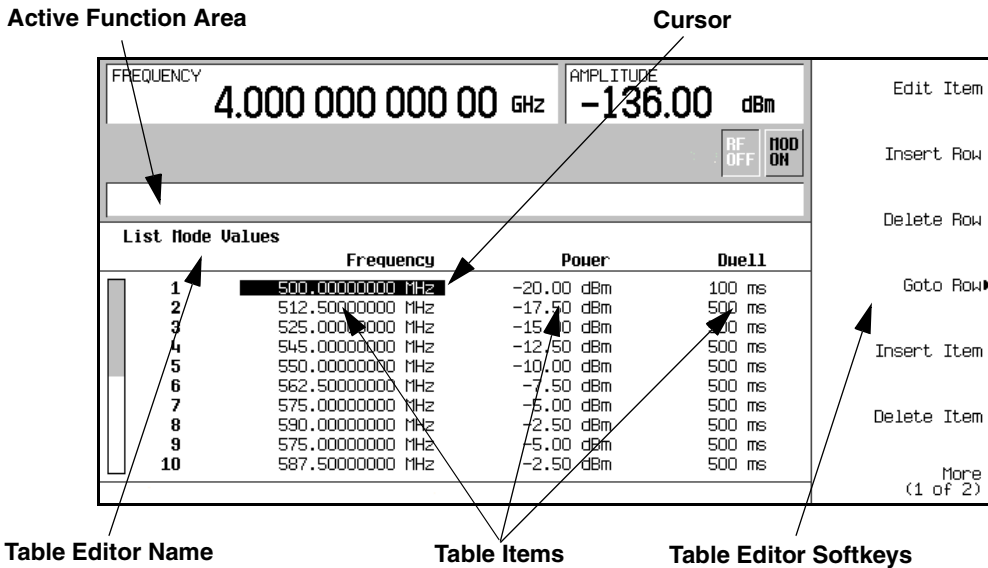 Active Function Area
Cursor
FREQUENCY
4.000 000 000 00 GHz
AMPLITUDE
-136.00 dBm
RF OFF
MOD ON
List Mode Values
Frequency Power Dwell
1 500.00000000 MHz -20.00 dBm 100 ms
2 512.50000000 MHz -17.50 dBm 500 ms
3 525.00000000 MHz -15.00 dBm 500 ms
4 545.00000000 MHz -12.50 dBm 500 ms
5 550.00000000 MHz -10.00 dBm 500 ms
6 562.50000000 MHz -7.50 dBm 500 ms
7 575.00000000 MHz -5.00 dBm 500 ms
8 590.00000000 MHz -2.50 dBm 500 ms
9 575.00000000 MHz -5.00 dBm 500 ms
10 587.50000000 MHz -2.50 dBm 500 ms
Edit Item
Insert Row
Delete Row
Goto Row
Insert Item
Delete Item
More
(1 of 2)
Table Editor Name
Table Items
Table Editor Softkeys